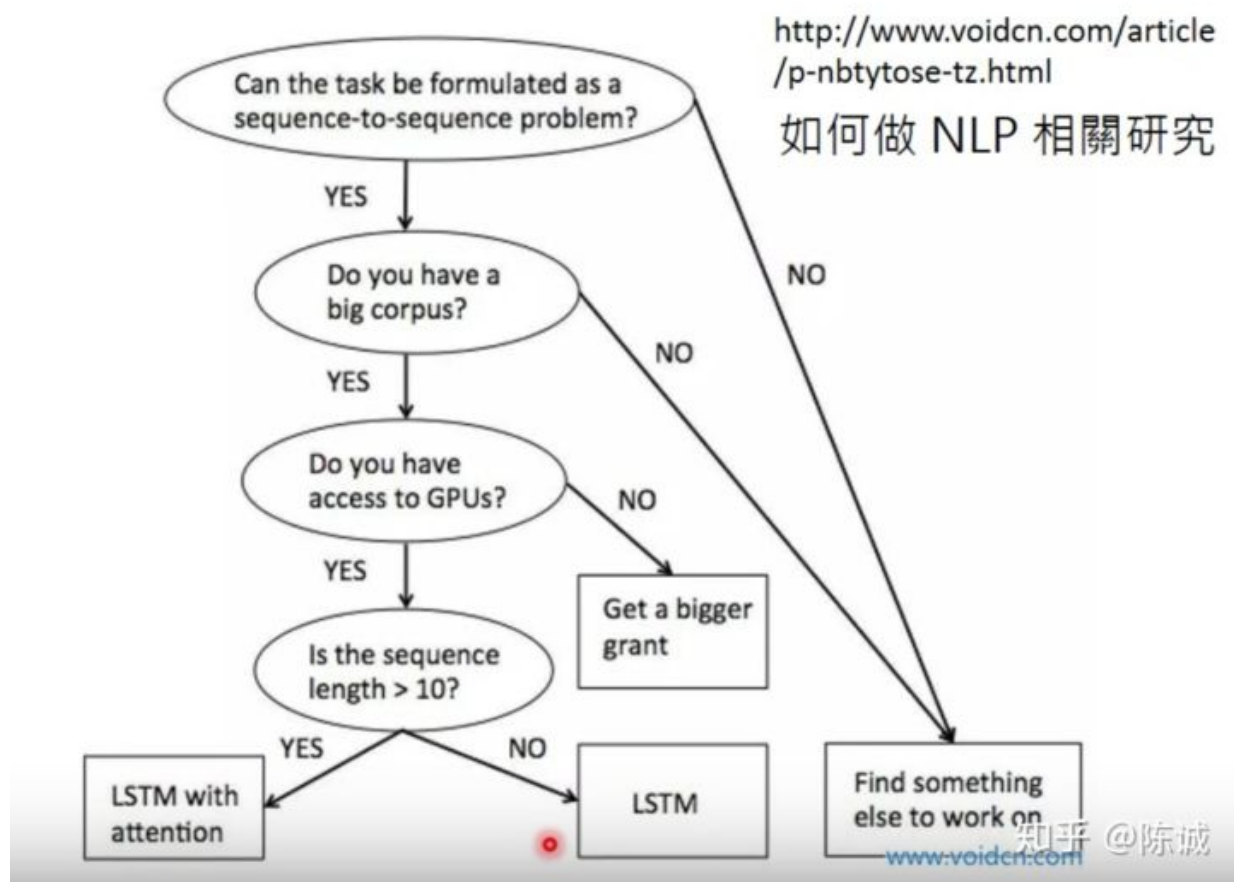 http://www.voidcn.com/article
/p-nbtytose-tz.html
如何做 NLP 相關研究
Can the task be formulated as a
sequence-to-sequence problem?
YES
NO
Do you have a
big corpus?
NO
YES
Do you have
access to GPUs?
NO
YES
Get a bigger
grant
Is the sequence
length > 10?
YES
NO
LSTM with
attention
LSTM
Find something
else to work on
知乎 @陈诚
www.voidcn.com